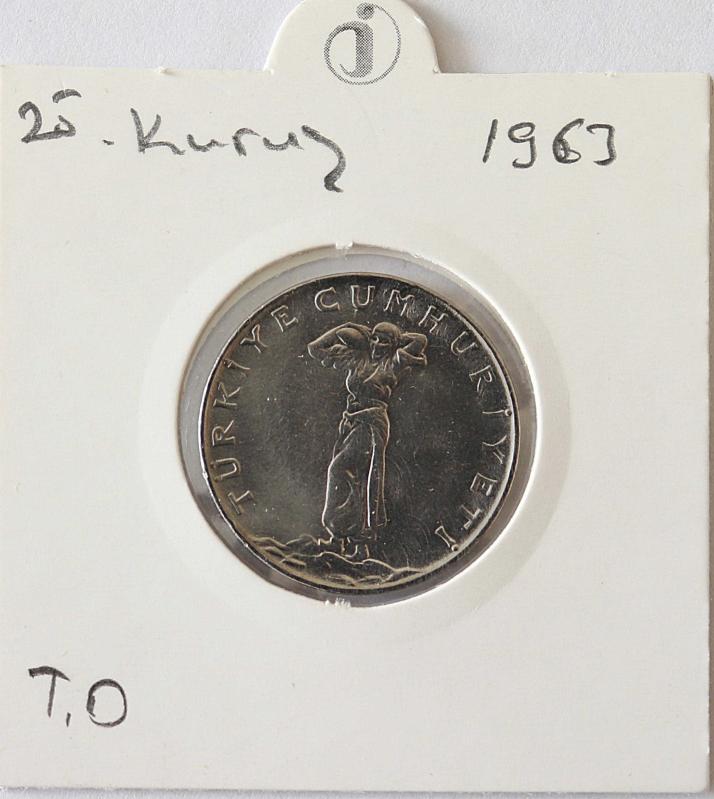 25. Kuruş 1963
TÜRKİYE CUMHURİYETİ
T.D